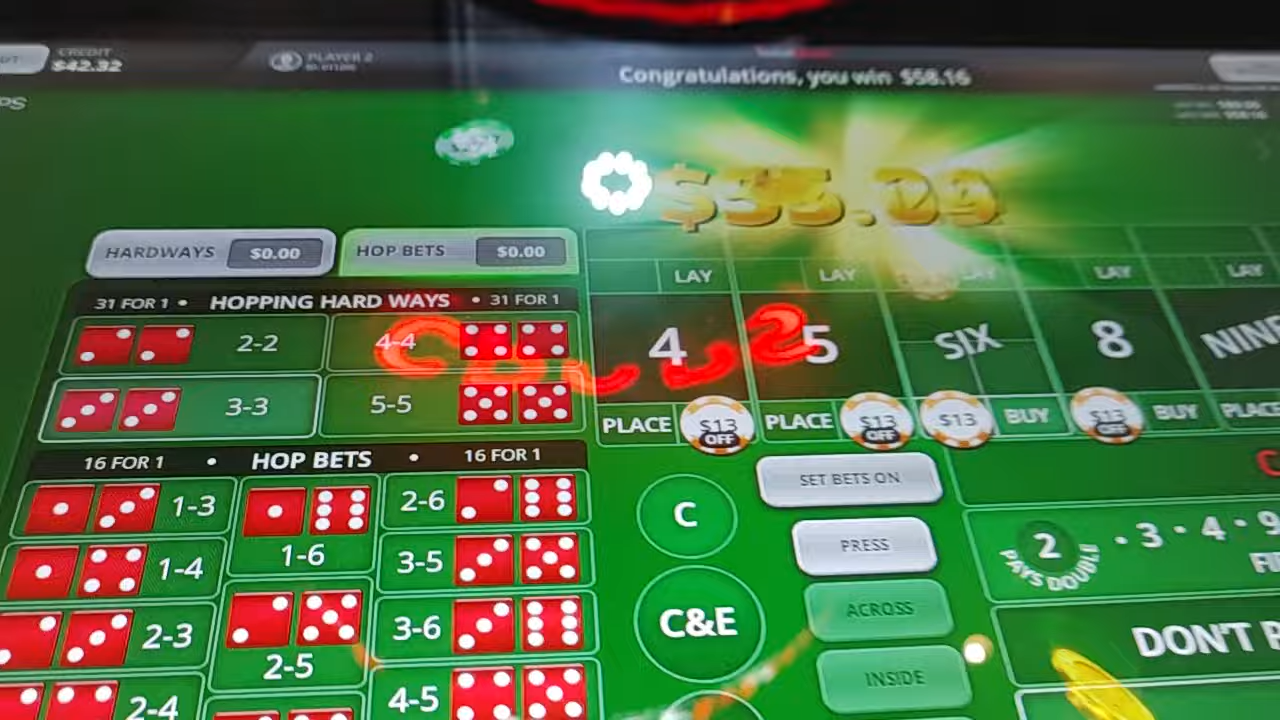 CREDIT
$42.32
PLAYER 2
Congratulations, you win $58.16
HARDWAYS $0.00
HOP BETS $0.00
31 FOR 1 • HOPPING HARD WAYS • 31 FOR 1
2-2
4-4
3-3
5-5
16 FOR 1 • HOP BETS • 16 FOR 1
1-3
1-6
2-6
1-4
3-5
2-3
2-5
3-6
2-4
4-5
LAY
LAY
LAY
LAY
LAY
4
5
SIX
8
NINE
PLACE
$13
OFF
PLACE
$13
OFF
$13
BUY
$13
OFF
BUY
PLACE
SET BETS ON
PRESS
ACROSS
INSIDE
C
C&E
2
PAYS DOUBLE
• 3 • 4 • 9
DON'T